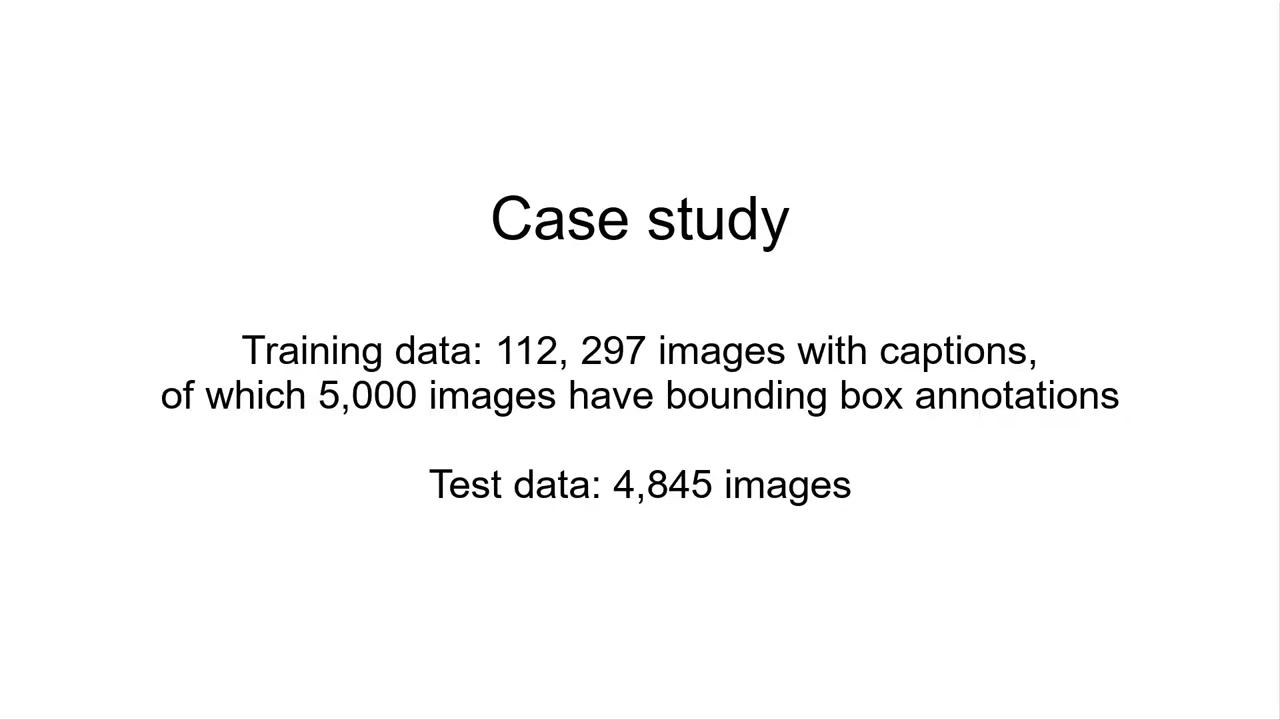 Case study
Training data: 112, 297 images with captions,
of which 5,000 images have bounding box annotations
Test data: 4,845 images